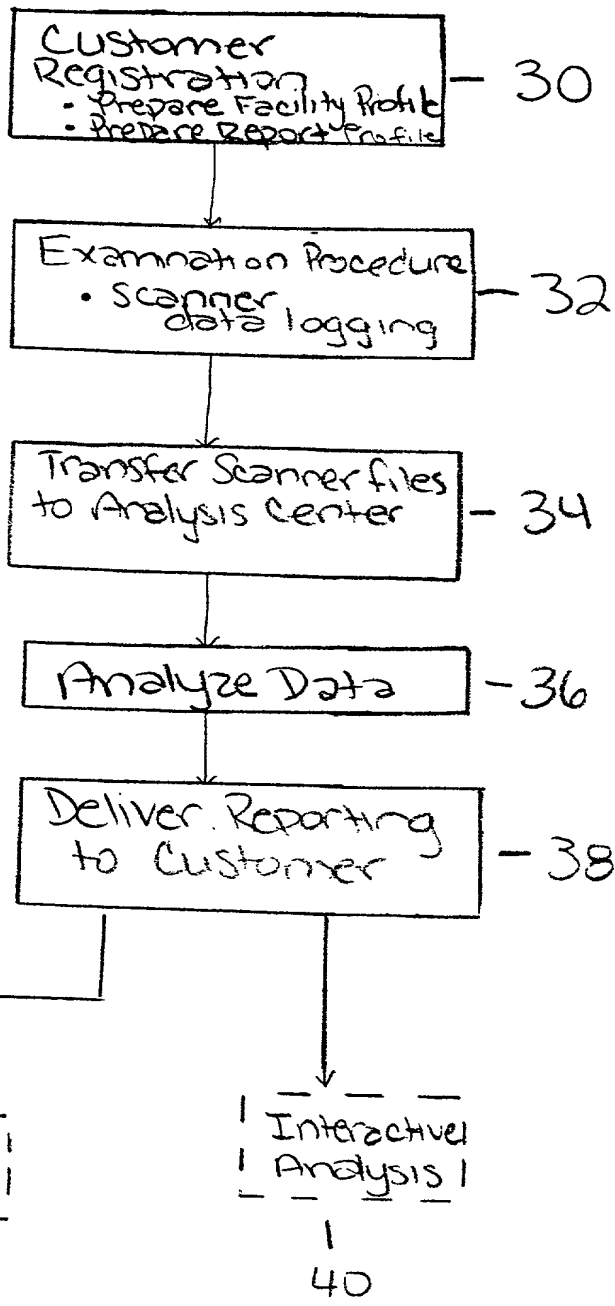 Customer
Registration
• Prepare Facility Profile
• Prepare Report Profile
30
Examination Procedure
• Scanner
data logging
32
Transfer Scanner files
to Analysis Center
34
Analyze Data
36
Deliver Reporting
to Customer
38
Interactive
Analysis
40